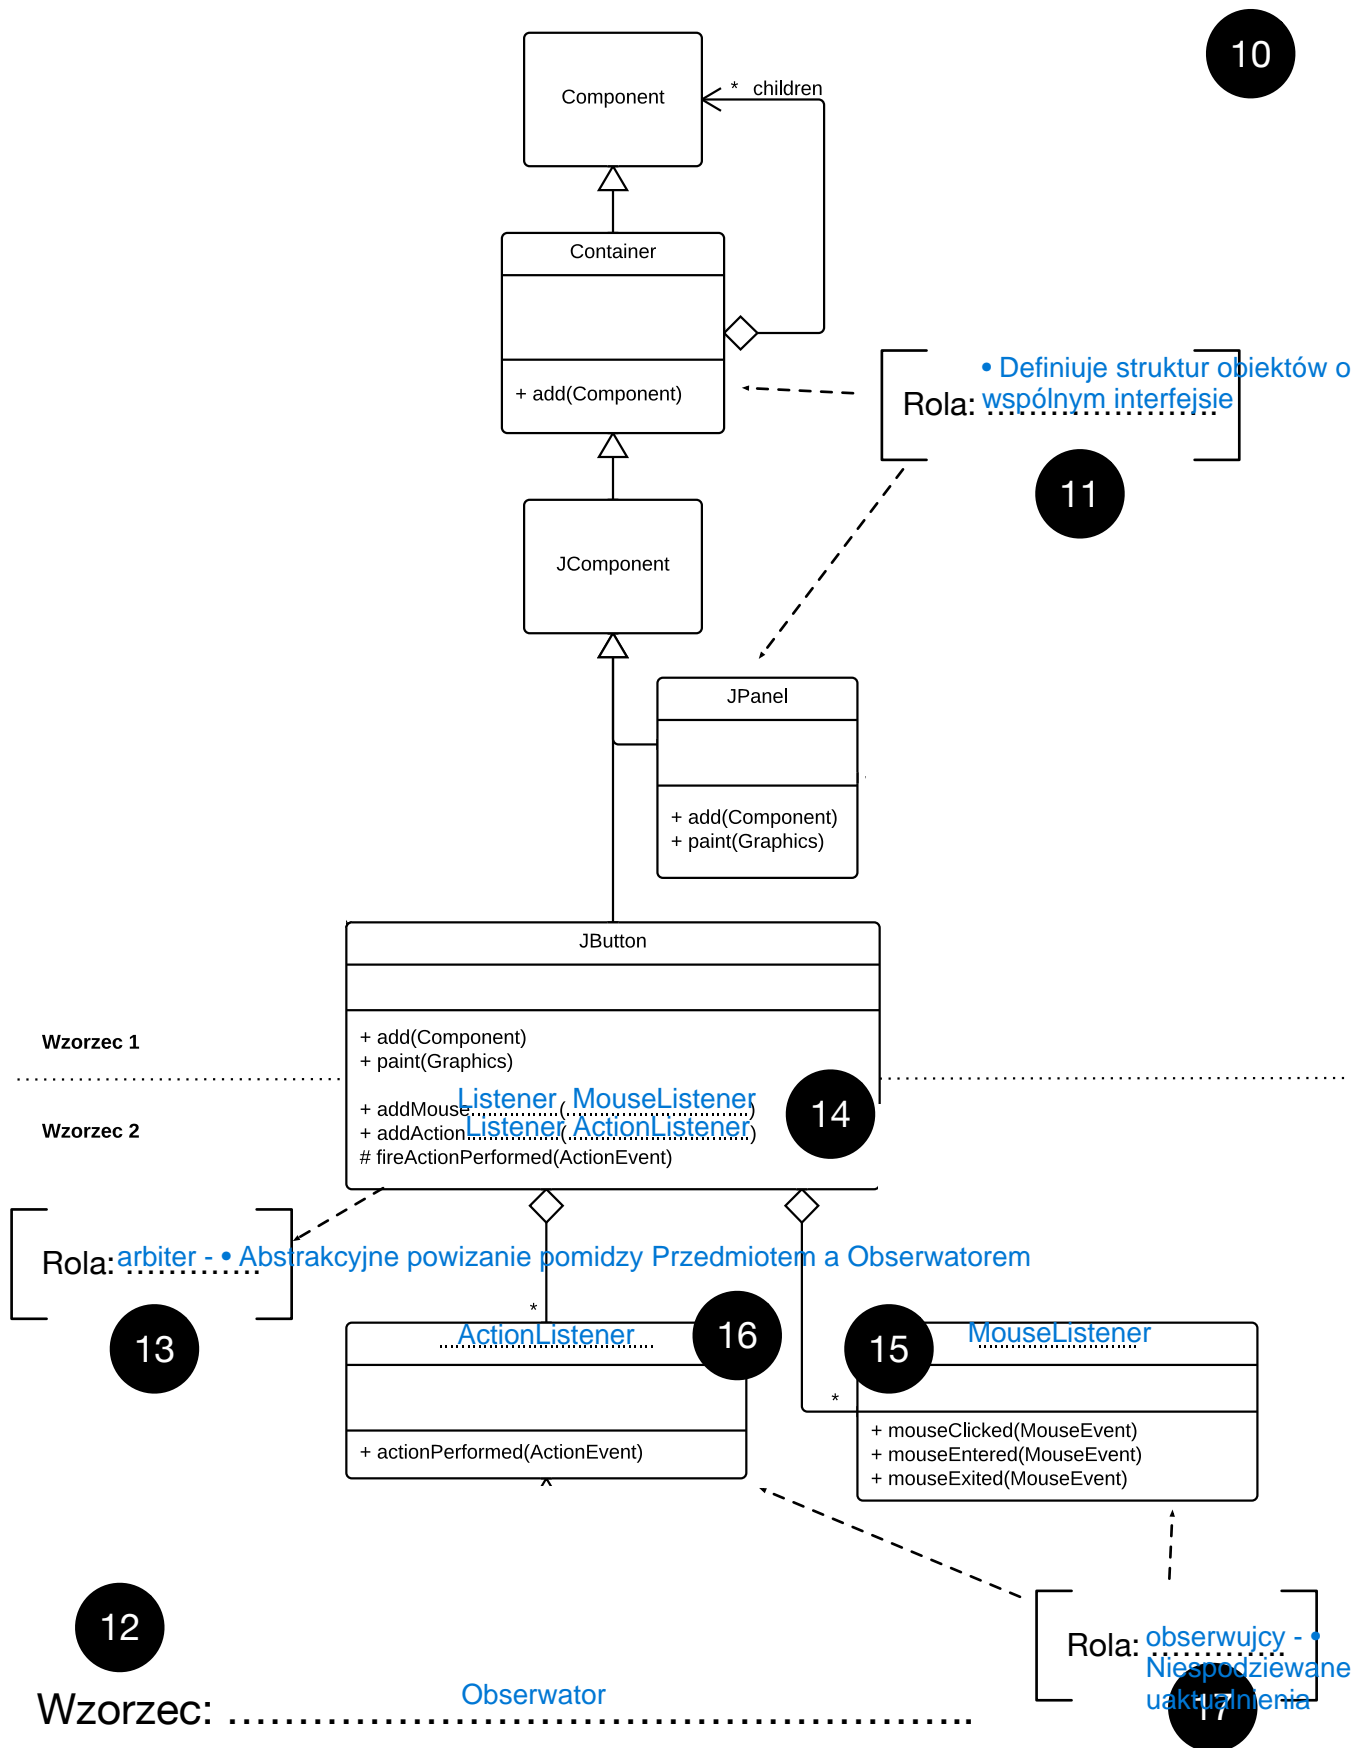 10
* children
Component
Container
+ add(Component)
• Definiuje struktur obiektów o
wspólnym interfejsie
Rola: ......................
11
JComponent
JPanel
+ add(Component)
+ paint(Graphics)
JButton
Wzorzec 1
+ add(Component)
+ paint(Graphics)
Wzorzec 2
+ addMouse Listener ( MouseListener )
+ addAction Listener ( ActionListener )
# fireActionPerformed(ActionEvent)
14
Rola: arbiter - • Abstrakcyjne powizanie pomidzy Przedmiotem a Obserwatorem
13
*
ActionListener
16
15
MouseListener
*
+ actionPerformed(ActionEvent)
+ mouseClicked(MouseEvent)
+ mouseEntered(MouseEvent)
+ mouseExited(MouseEvent)
12
Rola: obserwujcy - •
Niespodziewane
uaktualnienia
17
Wzorzec: Obserwator